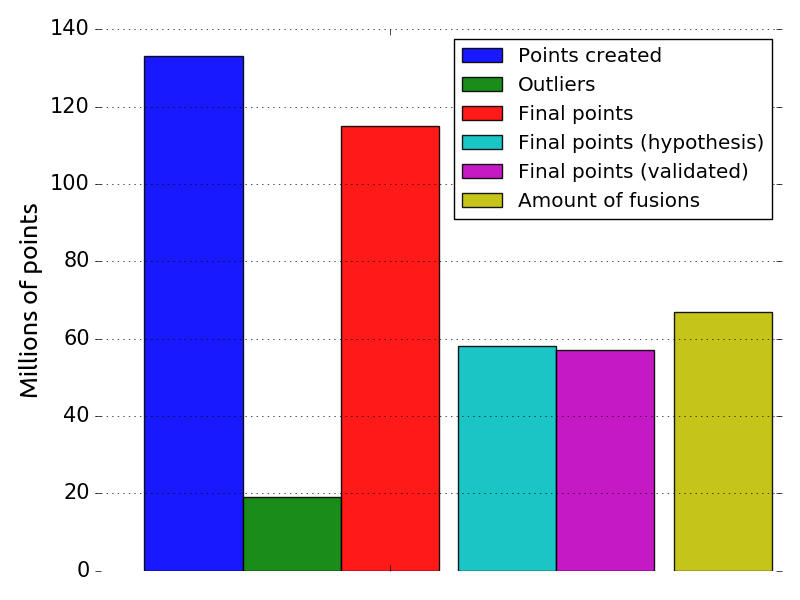 140
120
100
80
60
40
20
0
Millions of points
Points created
Outliers
Final points
Final points (hypothesis)
Final points (validated)
Amount of fusions